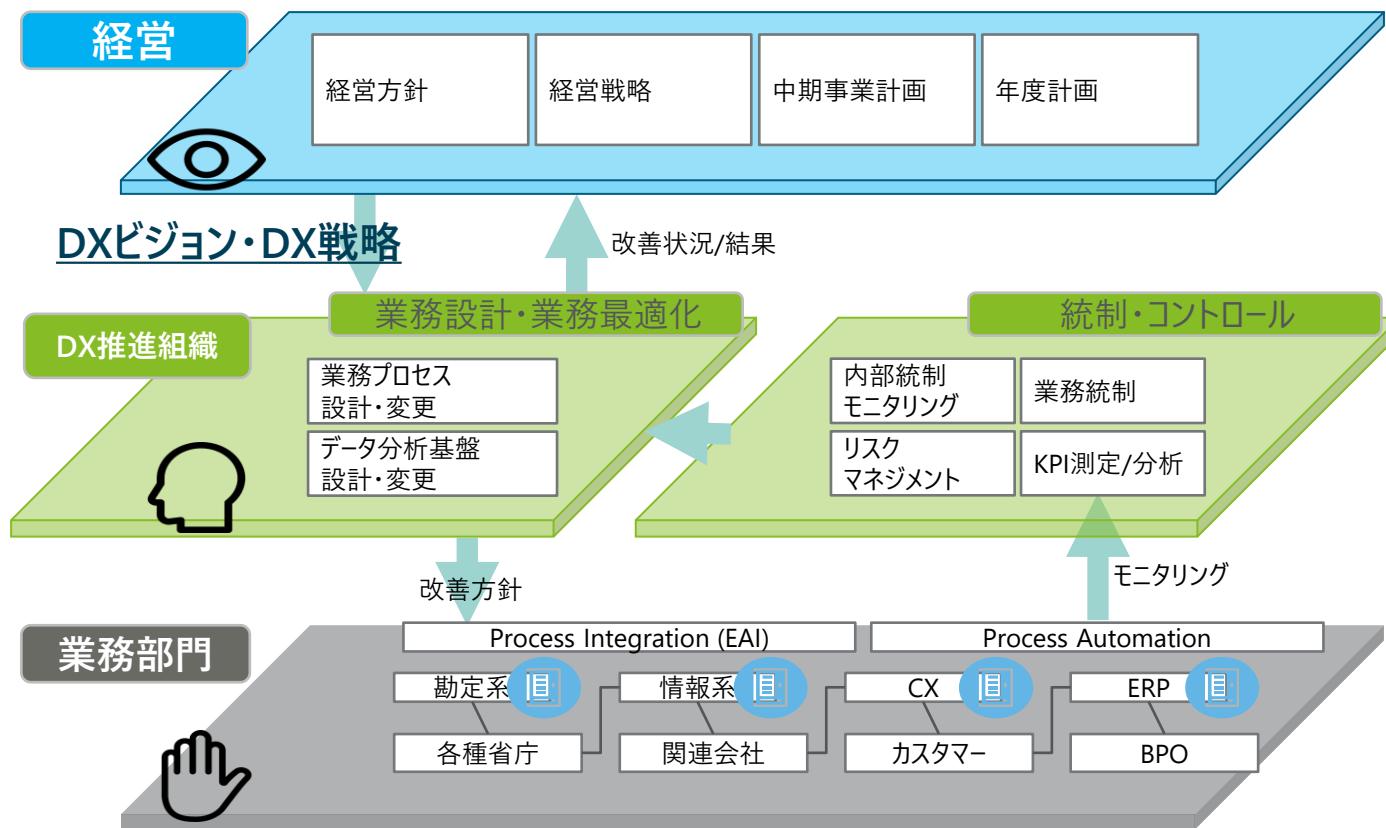 経営
経営方針
経営戦略
中期事業計画
年度計画
DXビジョン・DX戦略
改善状況/結果
業務設計・業務最適化
統制・コントロール
DX推進組織
業務プロセス
設計・変更
データ分析基盤
設計・変更
内部統制
モニタリング
業務統制
リスク
マネジメント
KPI測定/分析
改善方針
モニタリング
業務部門
Process Integration (EAI)
Process Automation
勘定系
情報系
CX
ERP
各種省庁
関連会社
カスタマー
BPO